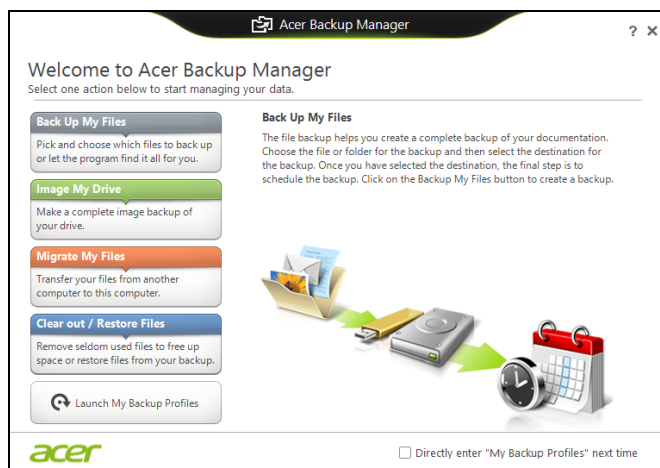 Acer Backup Manager
? X
Welcome to Acer Backup Manager
Select one action below to start managing your data.
Back Up My Files
Pick and choose which files to back up
or let the program find it all for you.
Image My Drive
Make a complete image backup of
your drive.
Migrate My Files
Transfer your files from another
computer to this computer.
Clear out / Restore Files
Remove seldom used files to free up
space or restore files from your backup.
Launch My Backup Profiles
Back Up My Files
The file backup helps you create a complete backup of your documentation.
Choose the file or folder for the backup and then select the destination for
the backup. Once you have selected the destination, the final step is to
schedule the backup. Click on the Backup My Files button to create a backup.
acer
Directly enter "My Backup Profiles" next time